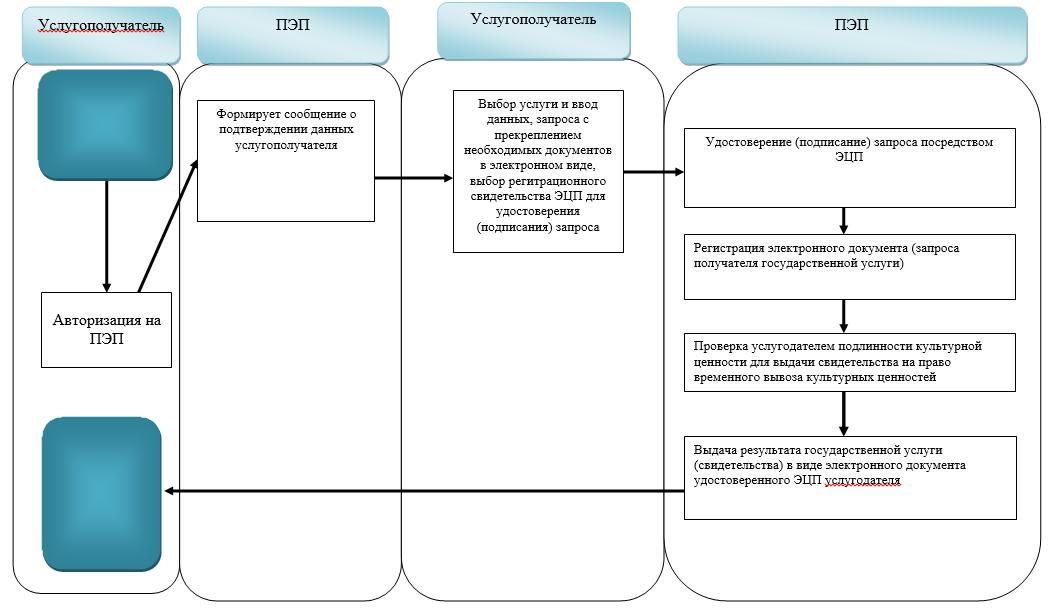 Услугополучатель
ПЭП
Услугополучатель
ПЭП
Авторизация на
ПЭП
Формирует сообщение о
подтверждении данных
услугополучателя
Выбор услуги и ввод
данных, запроса с
прекреплением
необходимых документов
в электронном виде,
выбор регитрационного
свидетельства ЭЦП для
удостоверения
(подписания) запроса
Удостоверение (подписание) запроса посредством
ЭЦП
Регистрация электронного документа (запроса
получателя государственной услуги)
Проверка услугодателем подлинности культурной
ценности для выдачи свидетельства на право
временного вывоза культурных ценностей
Выдача результата государственной услуги
(свидетельства) в виде электронного документа
удостоверенного ЭЦП услугодателя